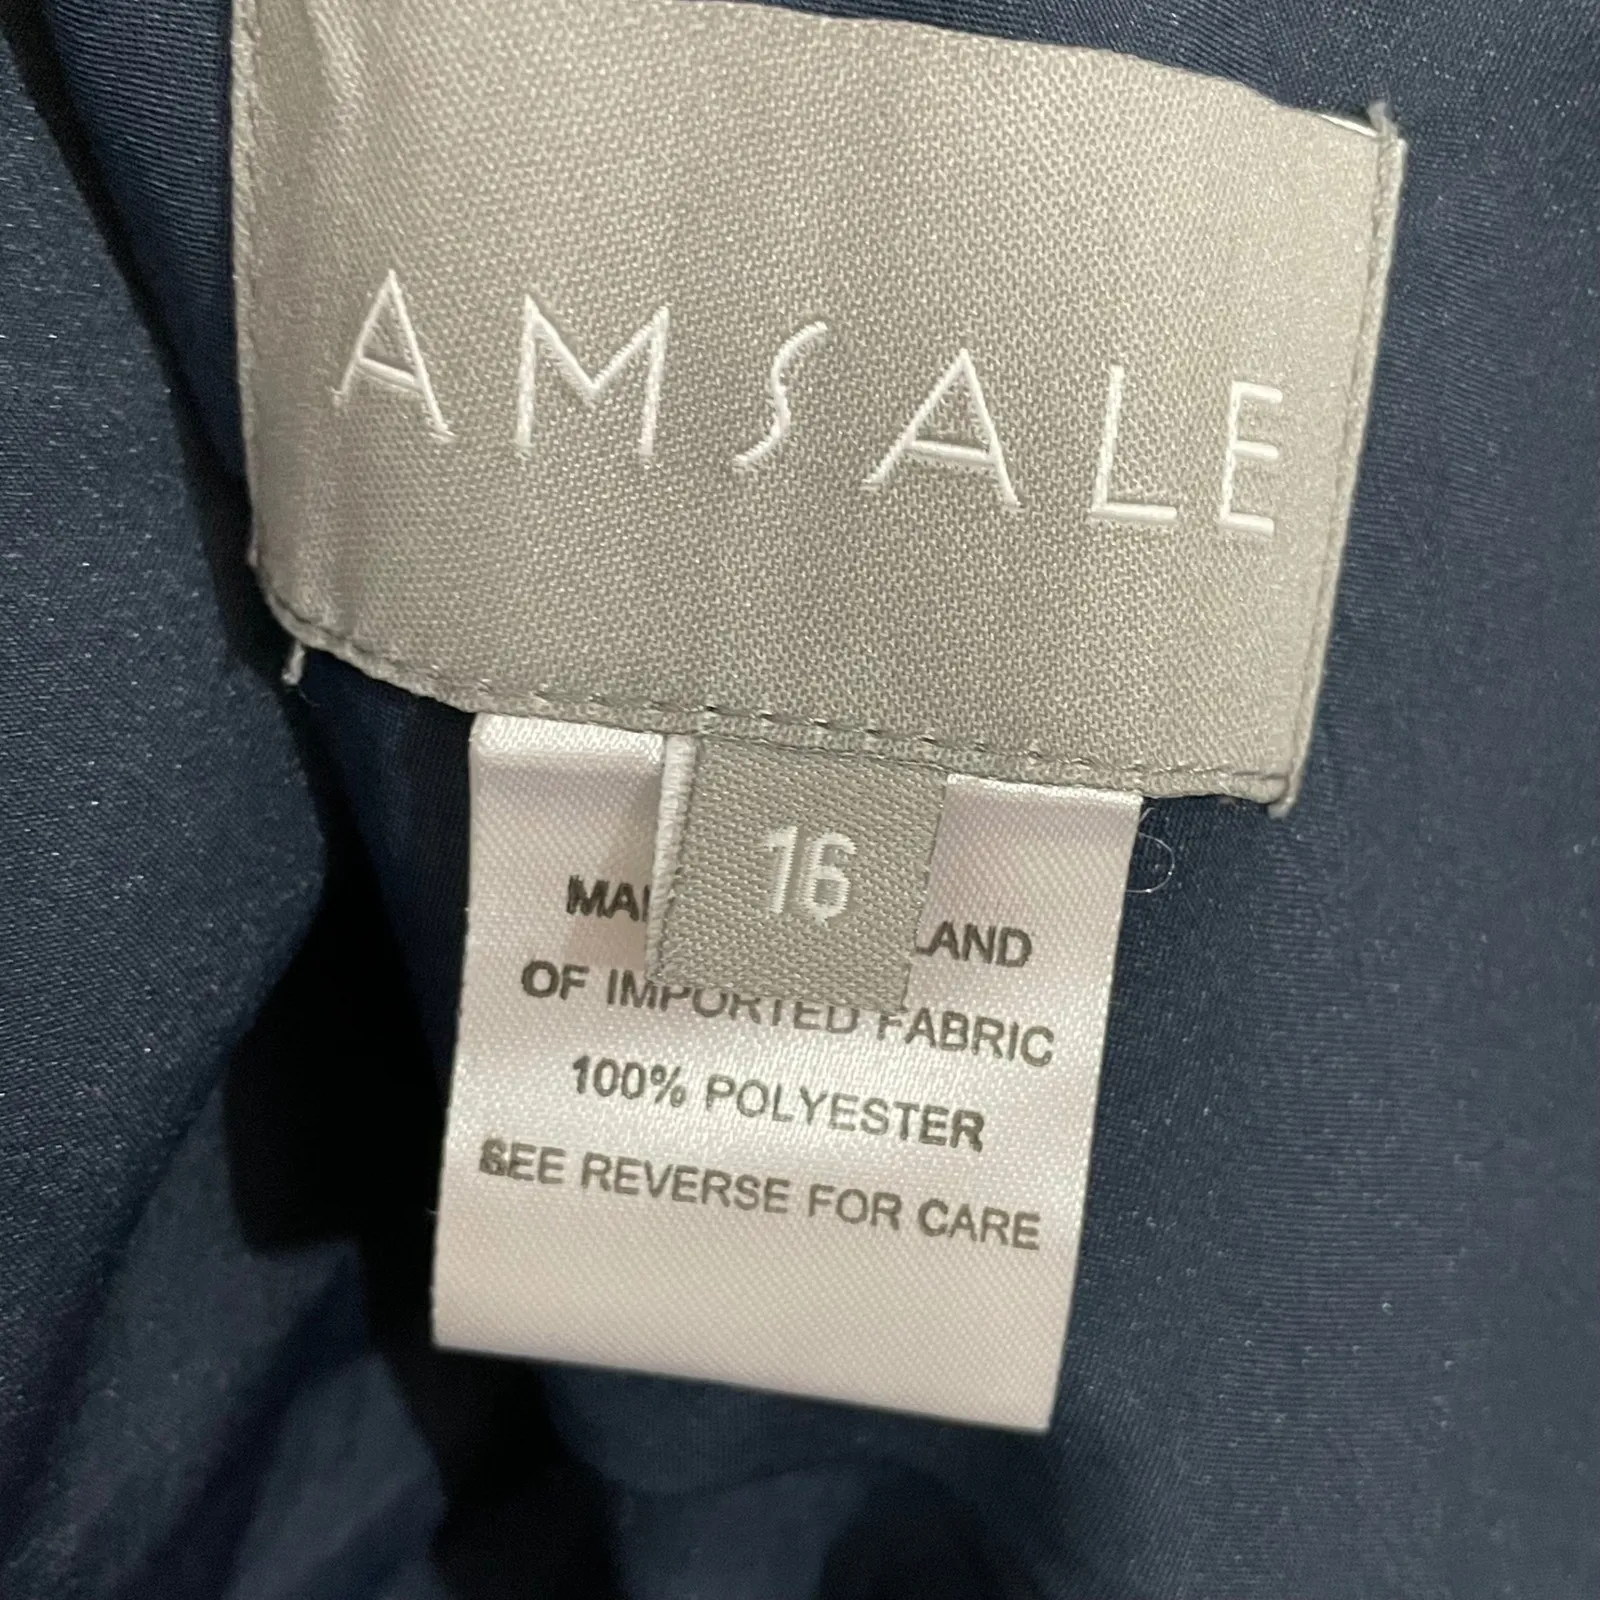 AMSALE
16
OF IMPORTED FABRIC
100% POLYESTER
SEE REVERSE FOR CARE